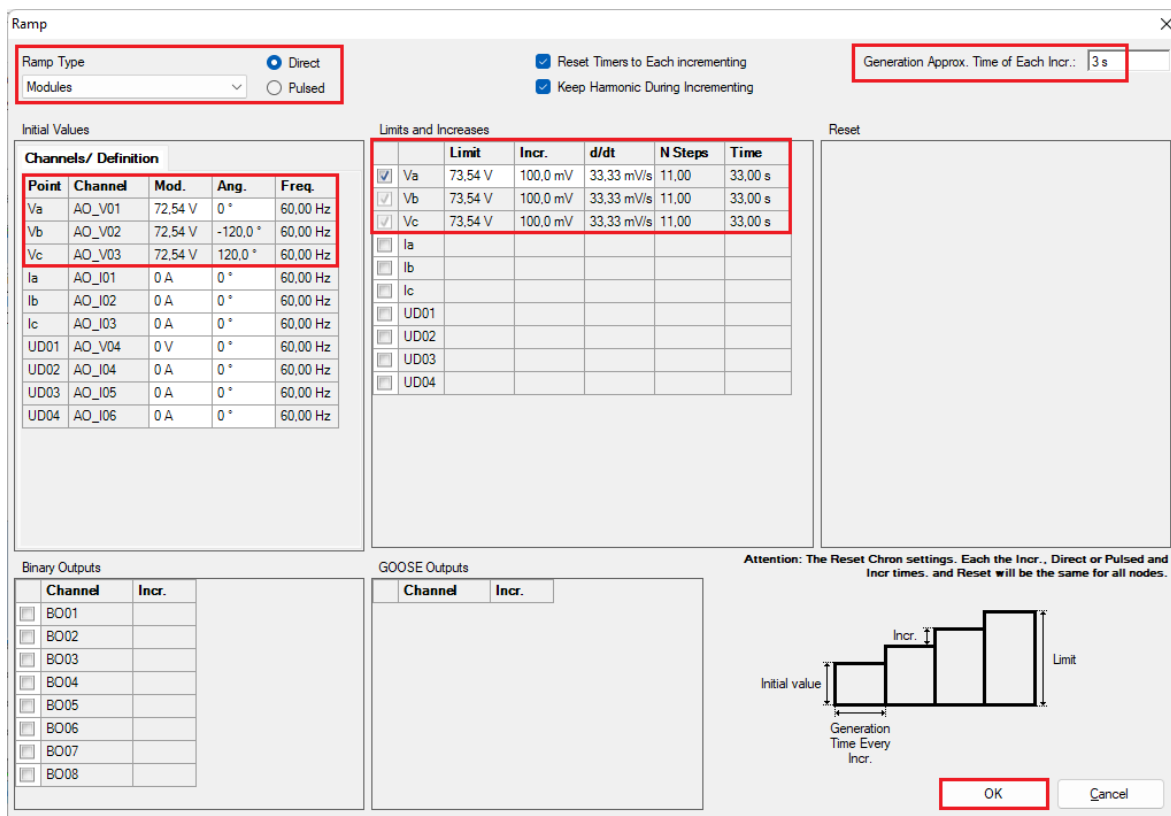 Ramp
Ramp Type
Direct
Modules
Pulsed
Reset Timers to Each incrementing
Keep Harmonic During Incrementing
Generation Approx. Time of Each Incr.: 3 s
Initial Values
Channels/ Definition
Point Channel Mod. Ang. Freq.
Va AO_V01 72,54 V 0 ° 60,00 Hz
Vb AO_V02 72,54 V -120,0 ° 60,00 Hz
Vc AO_V03 72,54 V 120,0 ° 60,00 Hz
Ia AO_I01 0 A 0 ° 60,00 Hz
Ib AO_I02 0 A 0 ° 60,00 Hz
Ic AO_I03 0 A 0 ° 60,00 Hz
UD01 AO_V04 0 V 0 ° 60,00 Hz
UD02 AO_I04 0 A 0 ° 60,00 Hz
UD03 AO_I05 0 A 0 ° 60,00 Hz
UD04 AO_I06 0 A 0 ° 60,00 Hz
Limits and Increases
Limit Incr. d/dt N Steps Time
Va 73,54 V 100,0 mV 33,33 mV/s 11,00 33,00 s
Vb 73,54 V 100,0 mV 33,33 mV/s 11,00 33,00 s
Vc 73,54 V 100,0 mV 33,33 mV/s 11,00 33,00 s
Ia
Ib
Ic
UD01
UD02
UD03
UD04
Reset
Binary Outputs
Channel Incr.
BO01
BO02
BO03
BO04
BO05
BO06
BO07
BO08
GOOSE Outputs
Channel Incr.
Attention: The Reset Chron settings. Each the Incr., Direct or Pulsed and
Incr times. and Reset will be the same for all nodes.
Incr.
Limit
Initial value
Generation
Time Every
Incr.
OK
Cancel